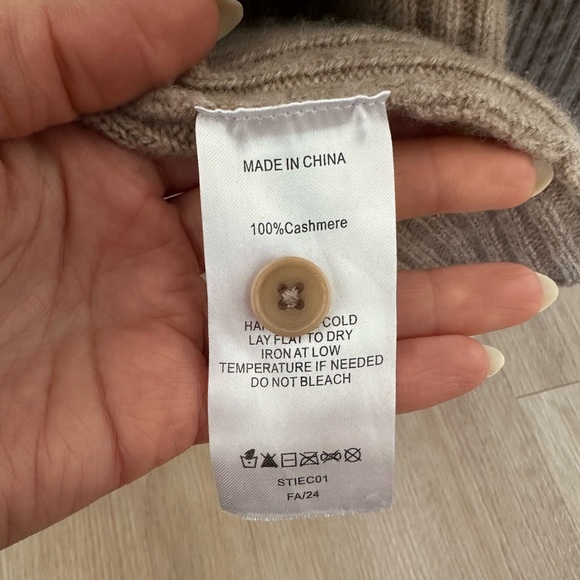 MADE IN CHINA
100%Cashmere
COLD
LAY FLAT TO DRY
IRON AT LOW
TEMPERATURE IF NEEDED
DO NOT BLEACH
STIEC01
FA/24